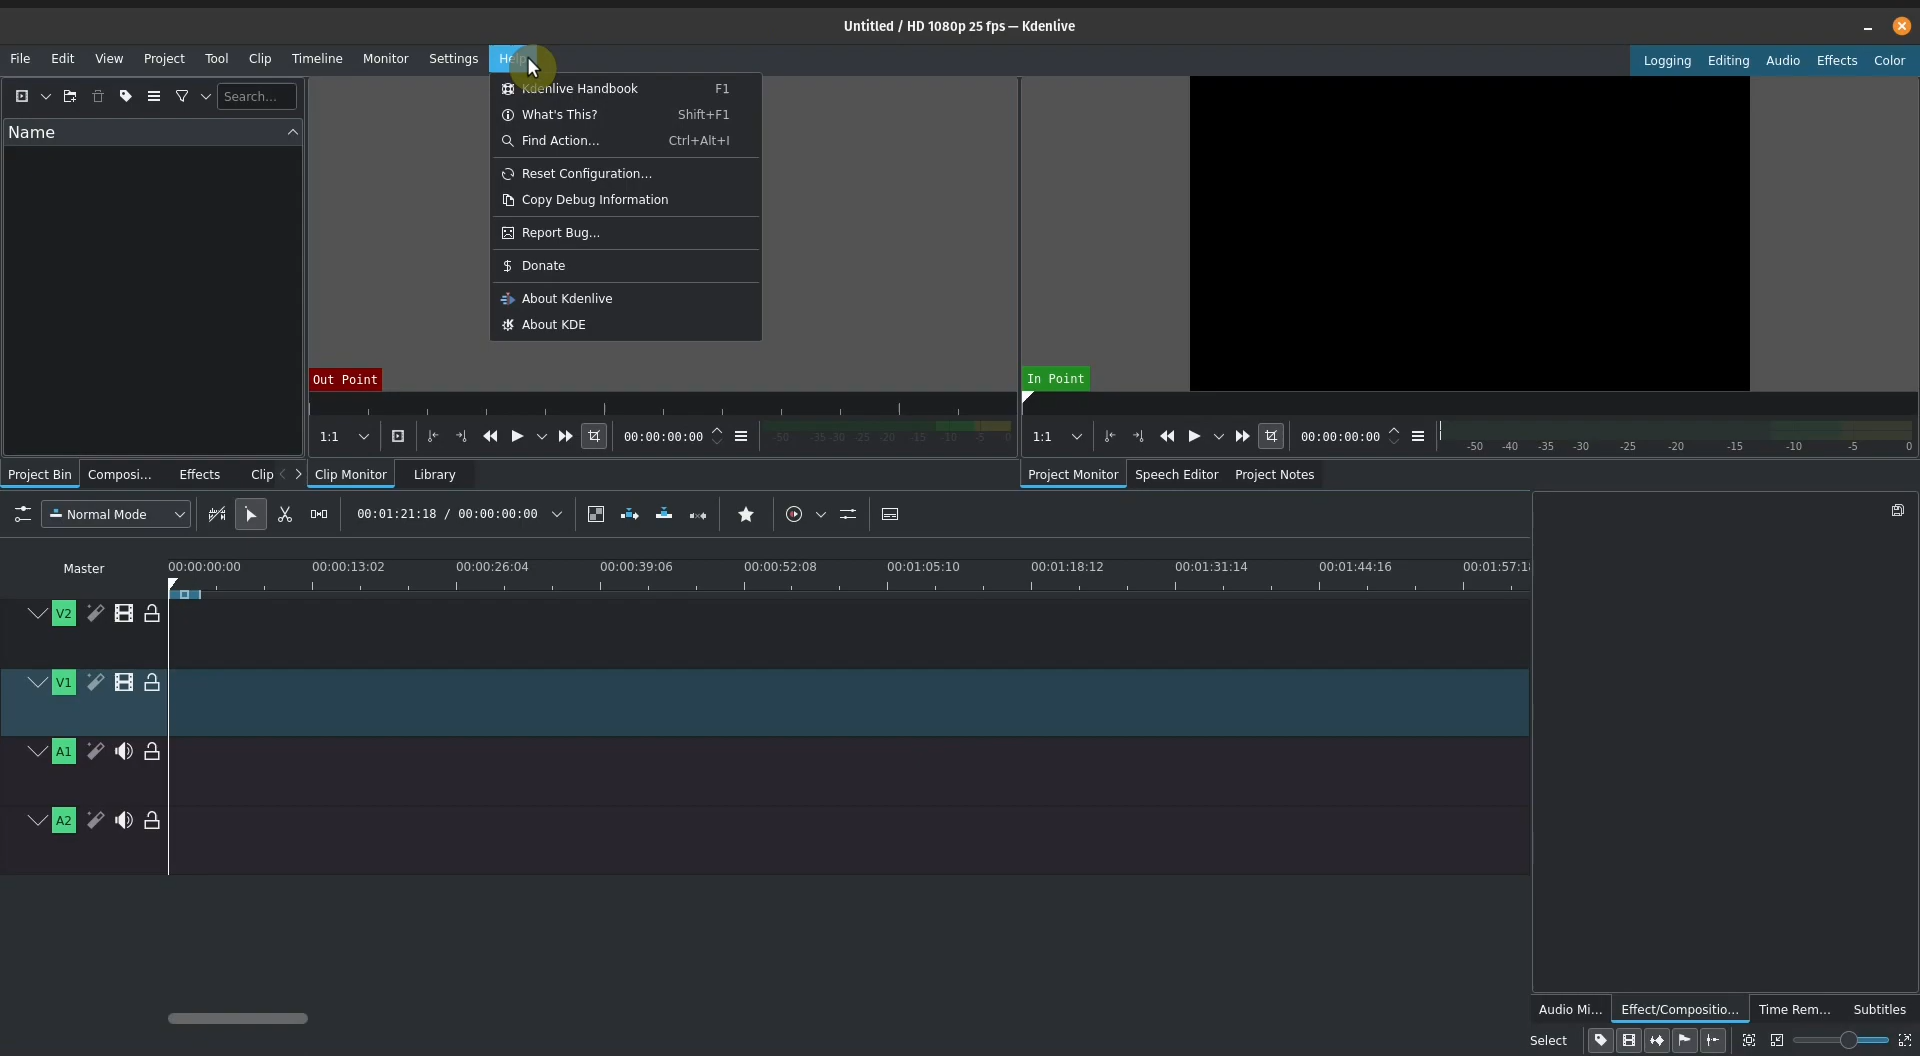 Untitled / HD 1080p 25 fps — Kdenlive
File Edit View Project Tool Clip Timeline Monitor Settings Help
Logging Editing Audio Effects Color
Search...
Name
Kdenlive Handbook F1
What's This? Shift+F1
Find Action... Ctrl+Alt+I
Reset Configuration...
Copy Debug Information
Report Bug...
Donate
About Kdenlive
About KDE
Out Point
In Point
1:1 00:00:00:00 -50 -35 -30 -25 -20 -15 -10 -5 0
1:1 00:00:00:00 -50 -40 -35 -30 -25 -20 -15 -10 -5 0
Project Bin Composi... Effects Clip
Clip Monitor Library
Project Monitor Speech Editor Project Notes
Normal Mode 00:01:21:18 / 00:00:00:00
Master 00:00:00:00 00:00:13:02 00:00:26:04 00:00:39:06 00:00:52:08 00:01:05:10 00:01:18:12 00:01:31:14 00:01:44:16 00:01:57:18
V2
V1
A1
A2
Audio Mi... Effect/Compositio... Time Rem... Subtitles
Select